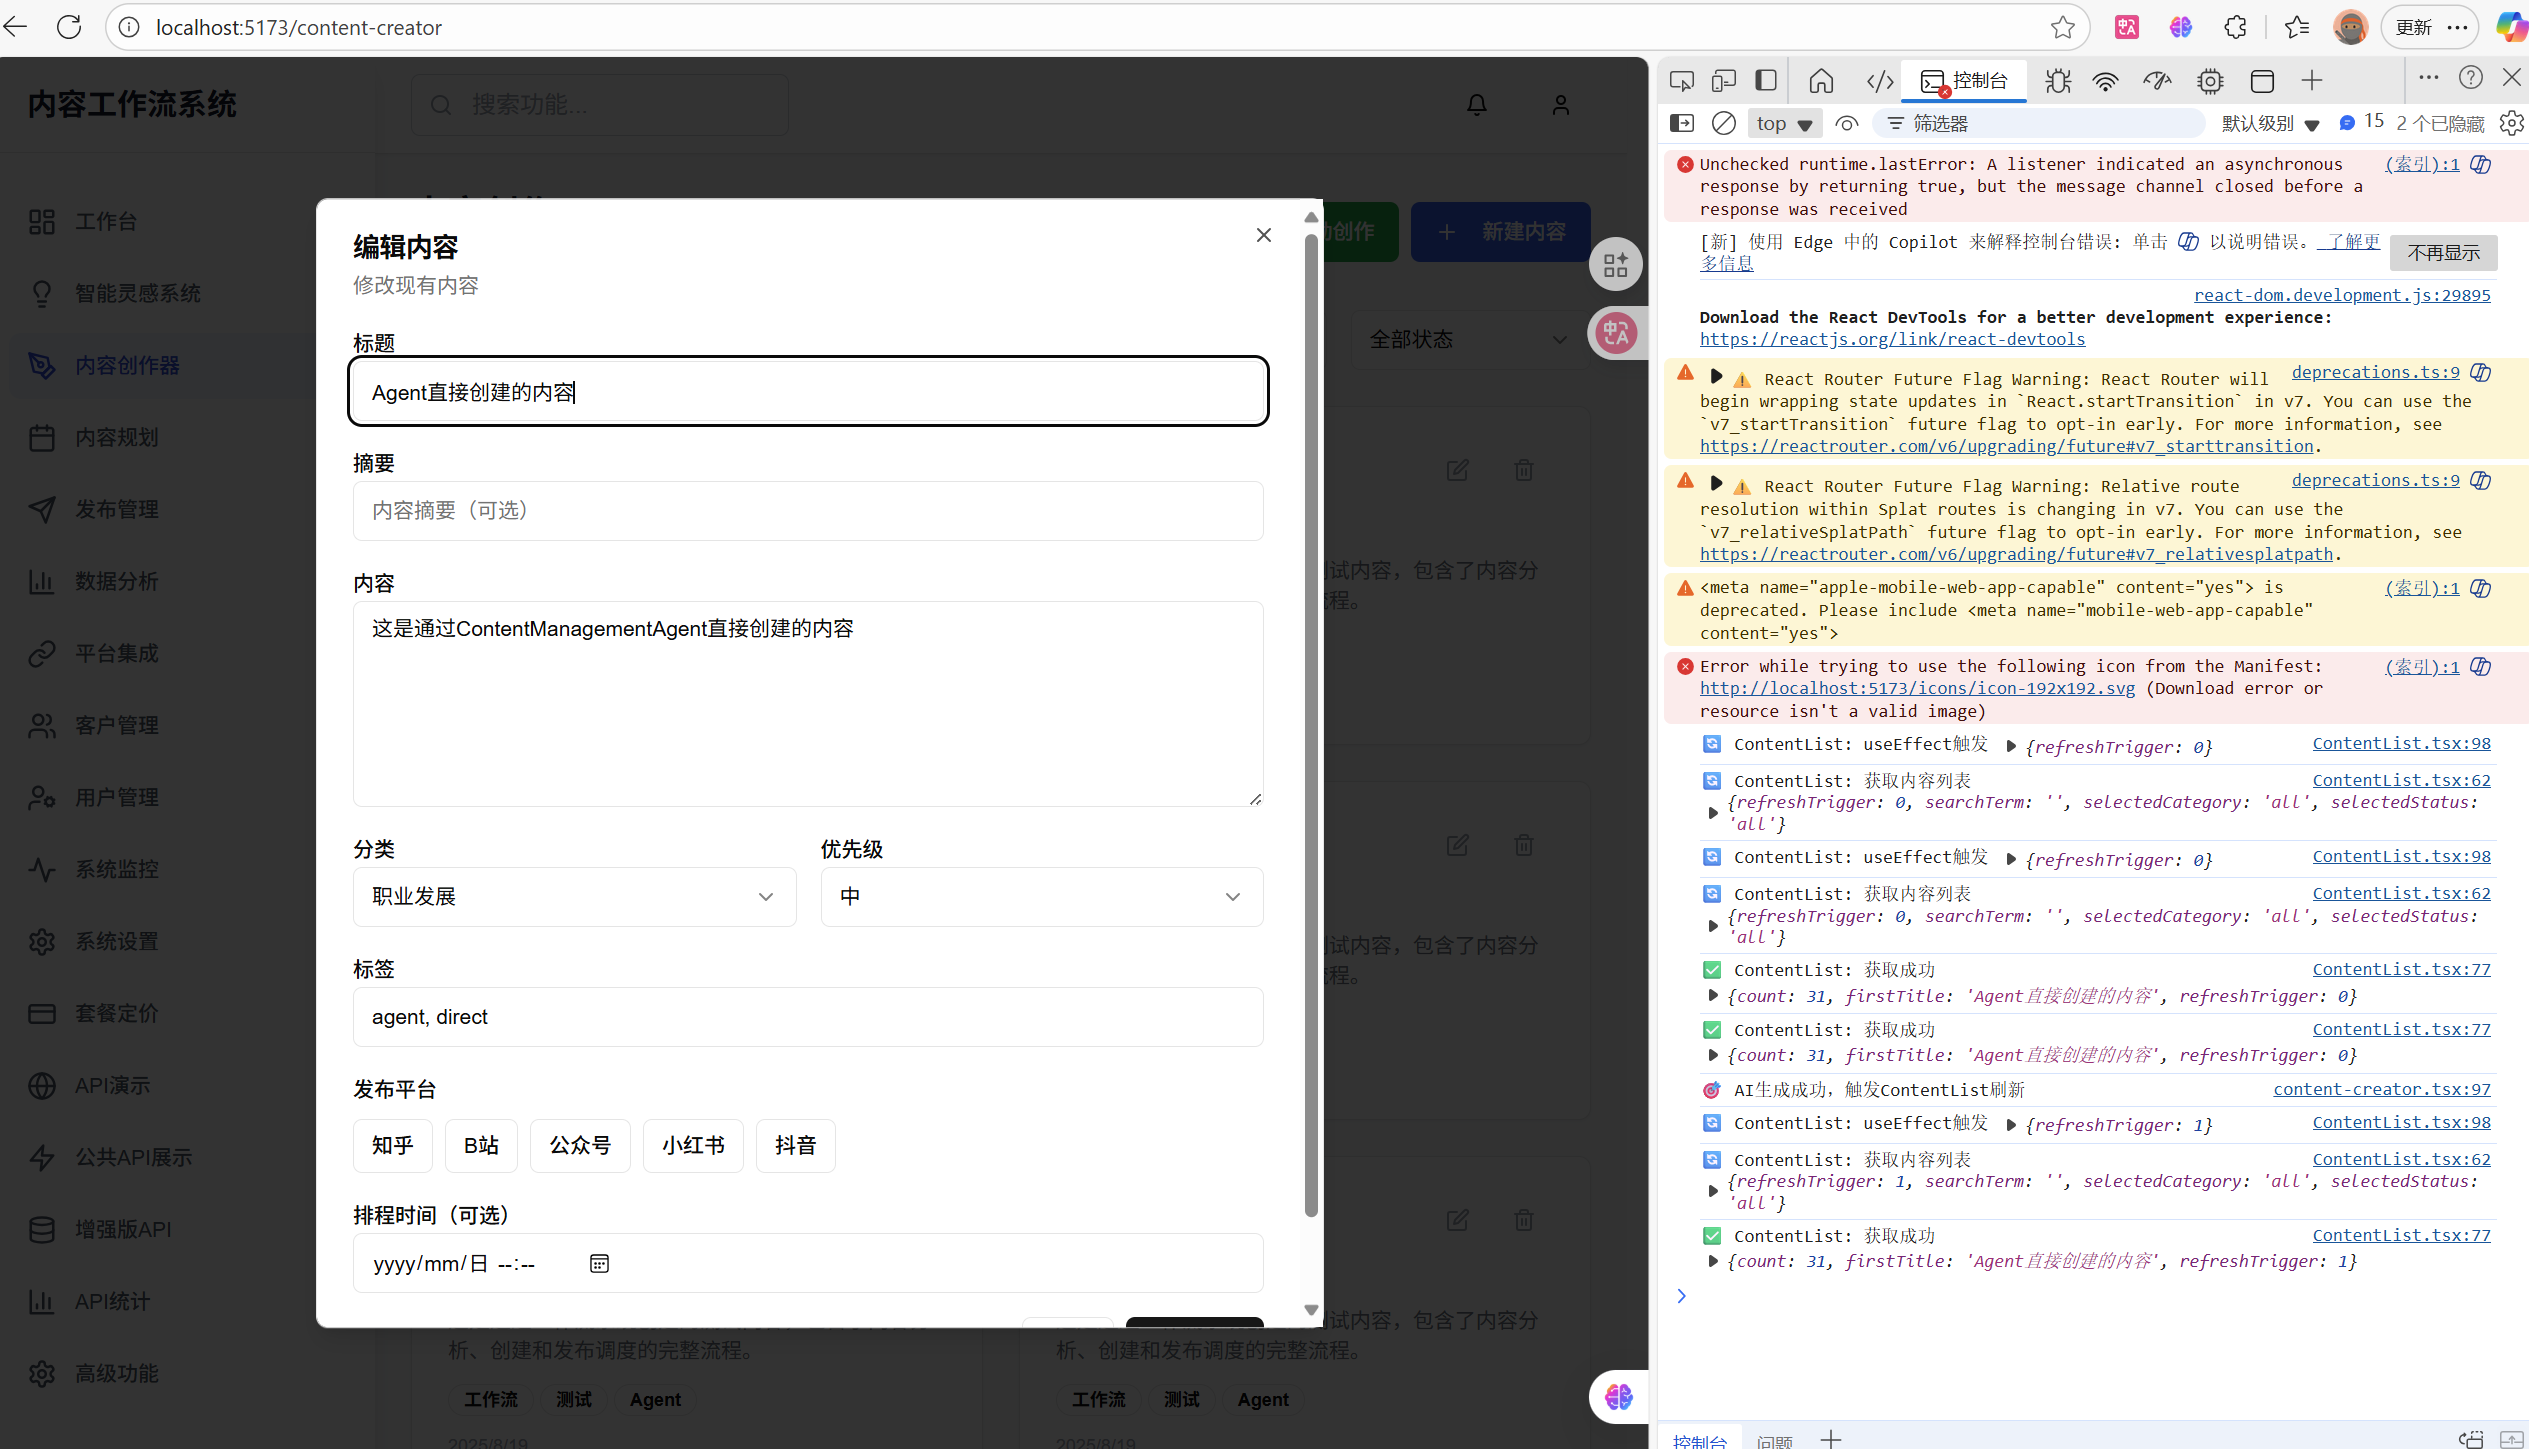 localhost:5173/content-creator
更新
内容工作流系统
搜索功能...
工作台
智能灵感系统
内容创作器
内容规划
发布管理
数据分析
平台集成
客户管理
用户管理
系统监控
系统设置
套餐定价
API演示
公共API展示
增强版API
API统计
高级功能
创作
新建内容
全部状态
编辑内容
修改现有内容
标题
Agent直接创建的内容
摘要
内容摘要（可选）
内容
这是通过ContentManagementAgent直接创建的内容
分类
优先级
职业发展
中
标签
agent, direct
发布平台
知乎
B站
公众号
小红书
抖音
排程时间（可选）
yyyy/mm/日 --:--
试内容，包含了内容分
程。
试内容，包含了内容分
程。
试内容，包含了内容分
析、创建和发布调度的完整流程。
析、创建和发布调度的完整流程。
工作流 测试 Agent
工作流 测试 Agent
2025/8/19
2025/8/19
控制台
top
筛选器
默认级别
15
2 个已隐藏
Unchecked runtime.lastError: A listener indicated an asynchronous (索引):1
response by returning true, but the message channel closed before a
response was received
[新] 使用 Edge 中的 Copilot 来解释控制台错误: 单击 以说明错误。 了解更
多信息
不再显示
react-dom.development.js:29895
Download the React DevTools for a better development experience:
https://reactjs.org/link/react-devtools
⚠️ React Router Future Flag Warning: React Router will deprecations.ts:9
begin wrapping state updates in `React.startTransition` in v7. You can use the
`v7_startTransition` future flag to opt-in early. For more information, see
https://reactrouter.com/v6/upgrading/future#v7_starttransition.
⚠️ React Router Future Flag Warning: Relative route deprecations.ts:9
resolution within Splat routes is changing in v7. You can use the
`v7_relativeSplatPath` future flag to opt-in early. For more information, see
https://reactrouter.com/v6/upgrading/future#v7_relativesplatpath.
<meta name="apple-mobile-web-app-capable" content="yes"> is (索引):1
deprecated. Please include <meta name="mobile-web-app-capable"
content="yes">
Error while trying to use the following icon from the Manifest: (索引):1
http://localhost:5173/icons/icon-192x192.svg (Download error or
resource isn't a valid image)
🔄 ContentList: useEffect触发 {refreshTrigger: 0} ContentList.tsx:98
🔄 ContentList: 获取内容列表 ContentList.tsx:62
{refreshTrigger: 0, searchTerm: '', selectedCategory: 'all', selectedStatus:
'all'}
🔄 ContentList: useEffect触发 {refreshTrigger: 0} ContentList.tsx:98
🔄 ContentList: 获取内容列表 ContentList.tsx:62
{refreshTrigger: 0, searchTerm: '', selectedCategory: 'all', selectedStatus:
'all'}
✅ ContentList: 获取成功 ContentList.tsx:77
{count: 31, firstTitle: 'Agent直接创建的内容', refreshTrigger: 0}
✅ ContentList: 获取成功 ContentList.tsx:77
{count: 31, firstTitle: 'Agent直接创建的内容', refreshTrigger: 0}
🎯 AI生成成功，触发ContentList刷新 content-creator.tsx:97
🔄 ContentList: useEffect触发 {refreshTrigger: 1} ContentList.tsx:98
🔄 ContentList: 获取内容列表 ContentList.tsx:62
{refreshTrigger: 1, searchTerm: '', selectedCategory: 'all', selectedStatus:
'all'}
✅ ContentList: 获取成功 ContentList.tsx:77
{count: 31, firstTitle: 'Agent直接创建的内容', refreshTrigger: 1}
控制台
问题